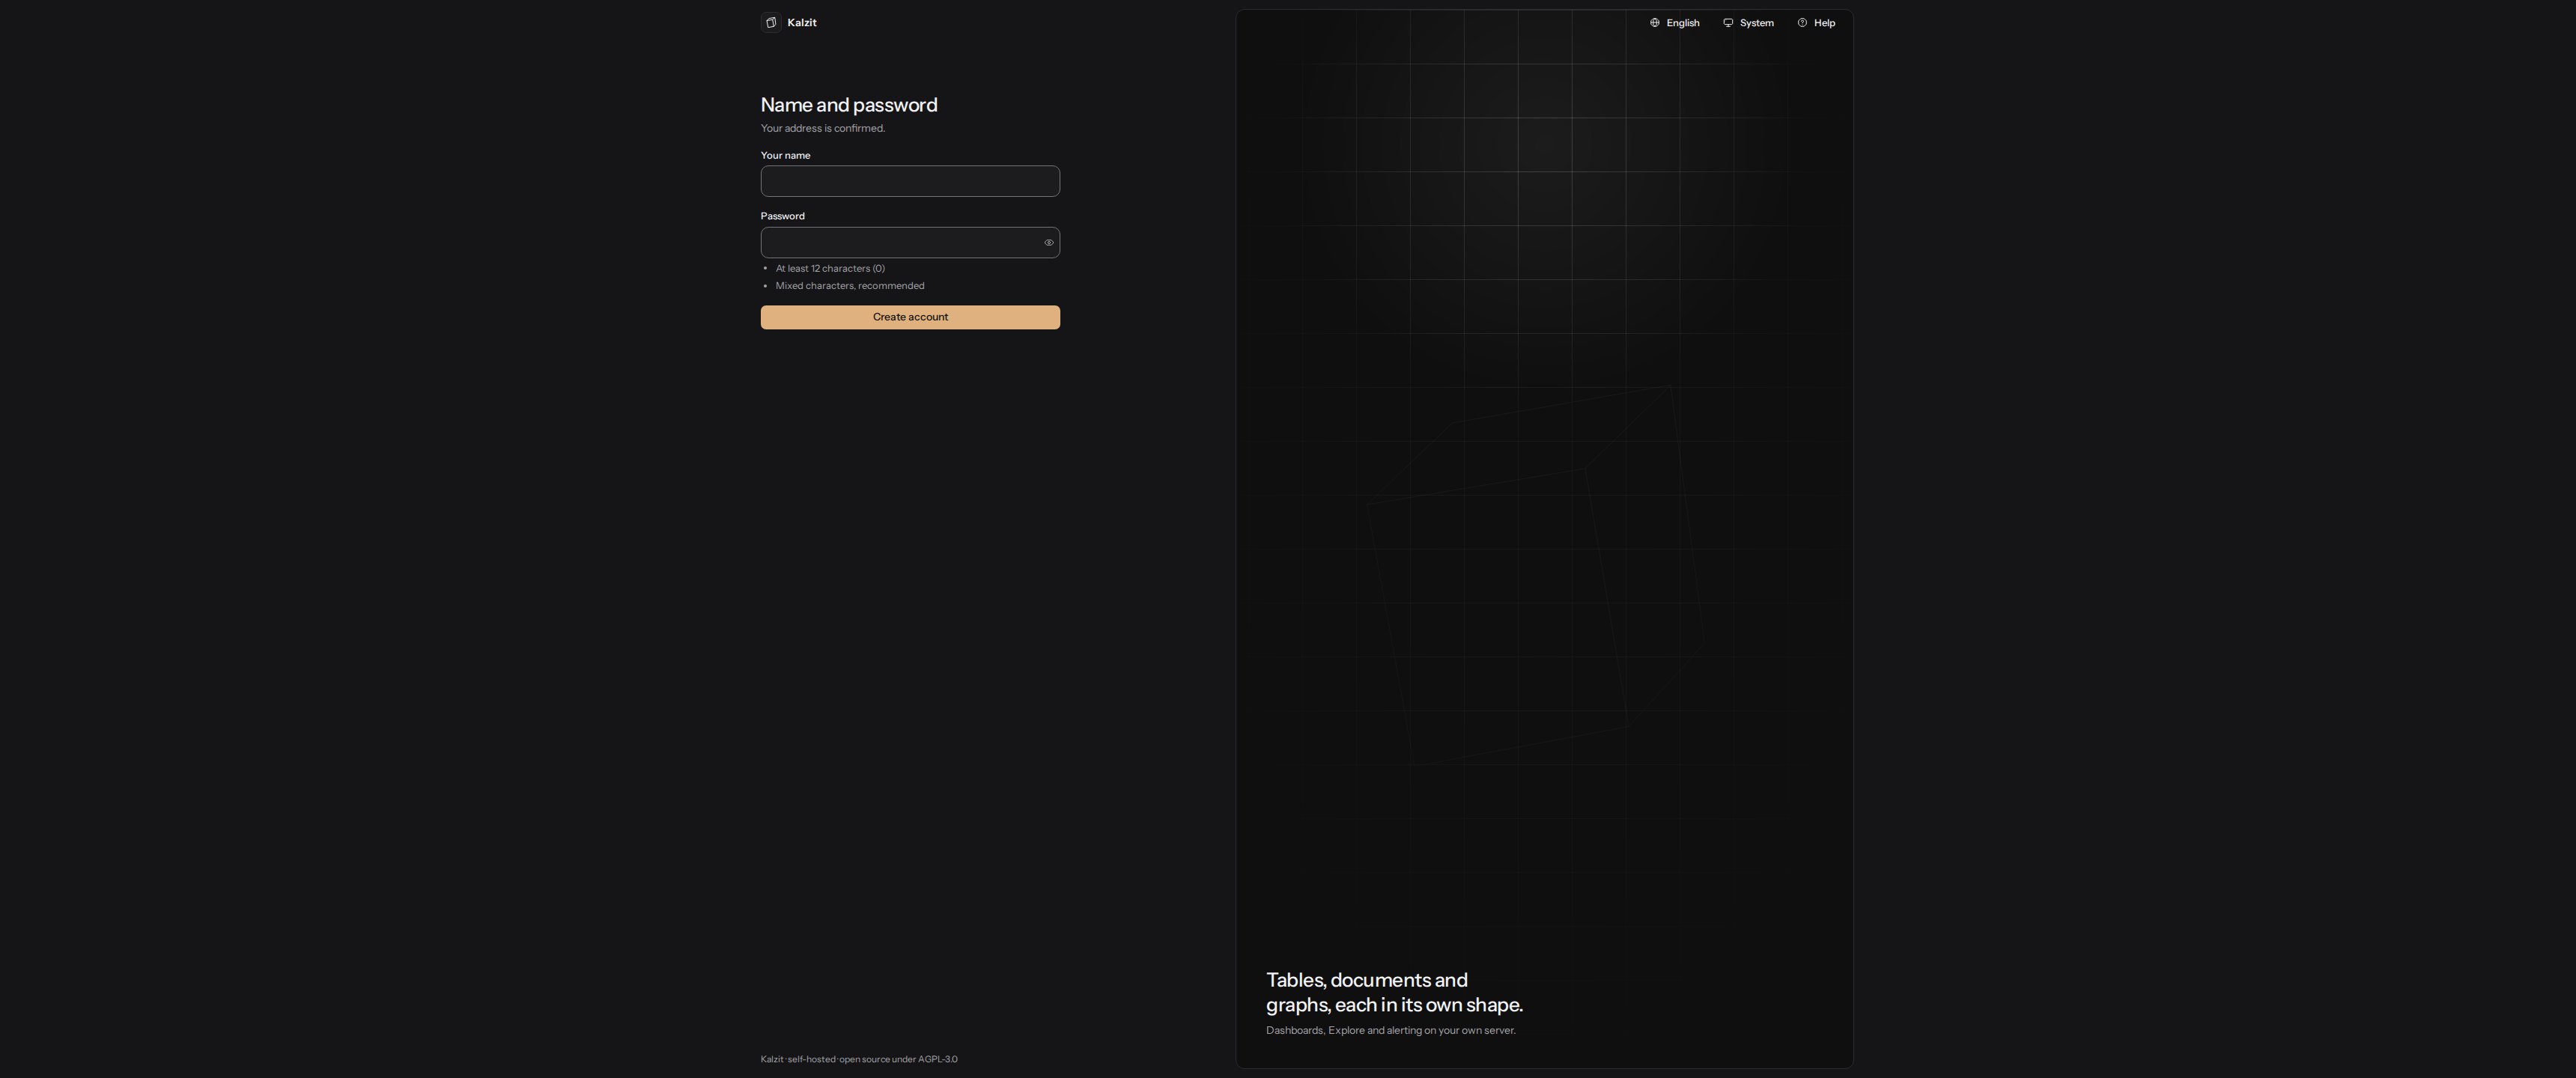 Kalzit
English
System
Help
Name and password
Your address is confirmed.
Your name
Password
At least 12 characters (0)
Mixed characters, recommended
Create account
Tables, documents and
graphs, each in its own shape.
Dashboards, Explore and alerting on your own server.
Kalzit · self-hosted · open source under AGPL-3.0